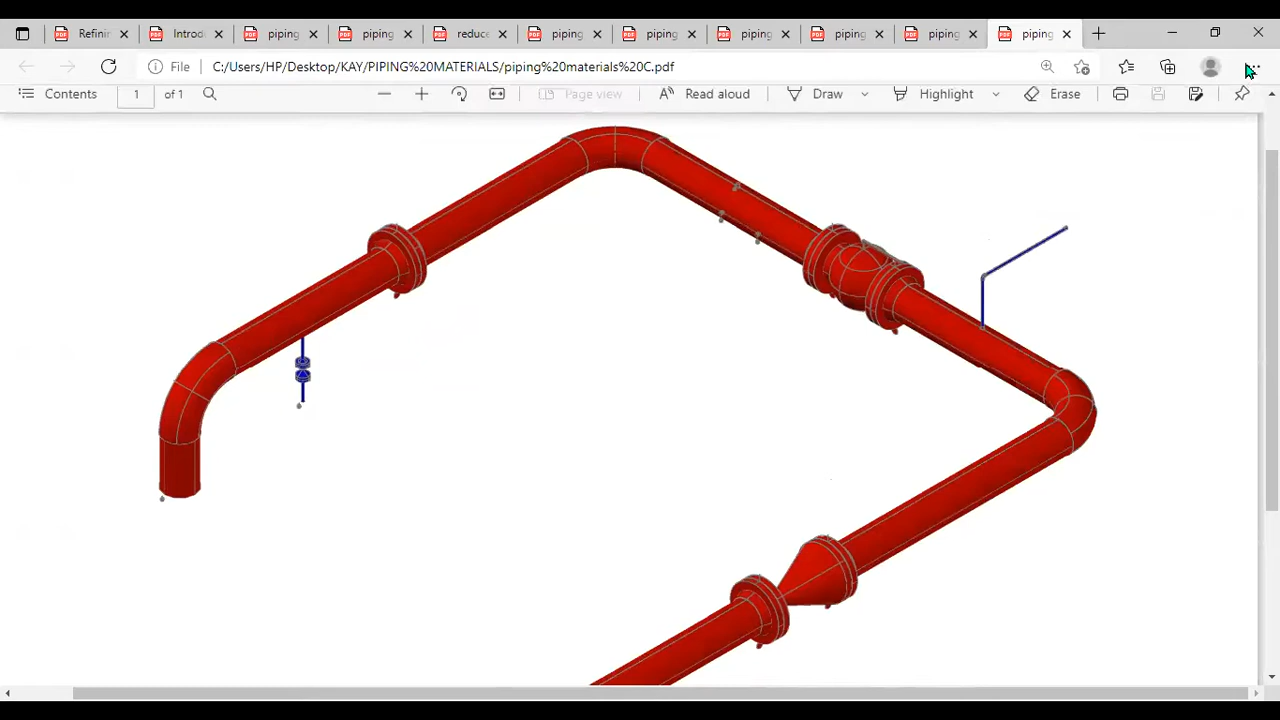 Refinir Introd piping piping reduce piping piping piping piping piping piping
File C:/Users/HP/Desktop/KAY/PIPING%20MATERIALS/piping%20materials%20C.pdf
Contents 1 of 1 Page view Read aloud Draw Highlight Erase